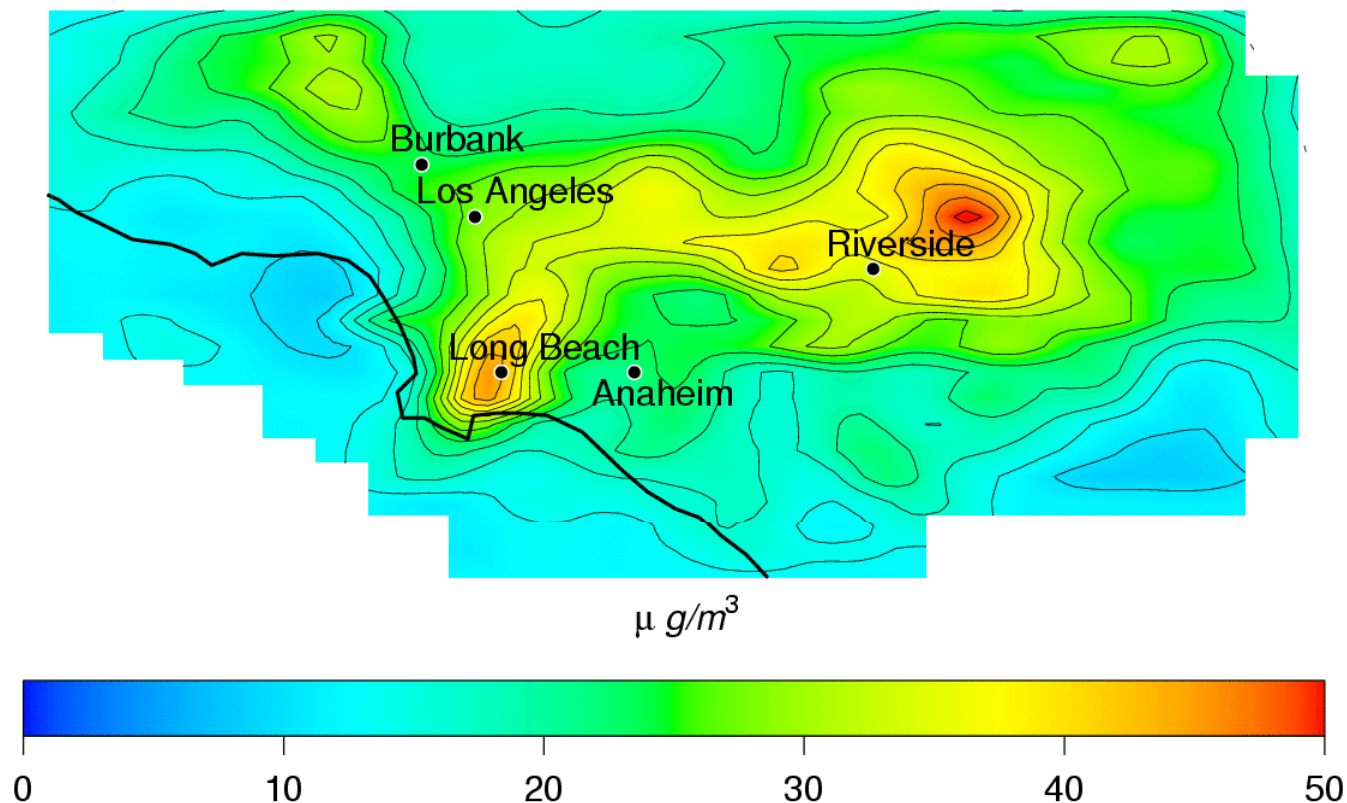 Burbank
Los Angeles
Riverside
Long Beach
Anaheim
μ g/m³
0 10 20 30 40 50